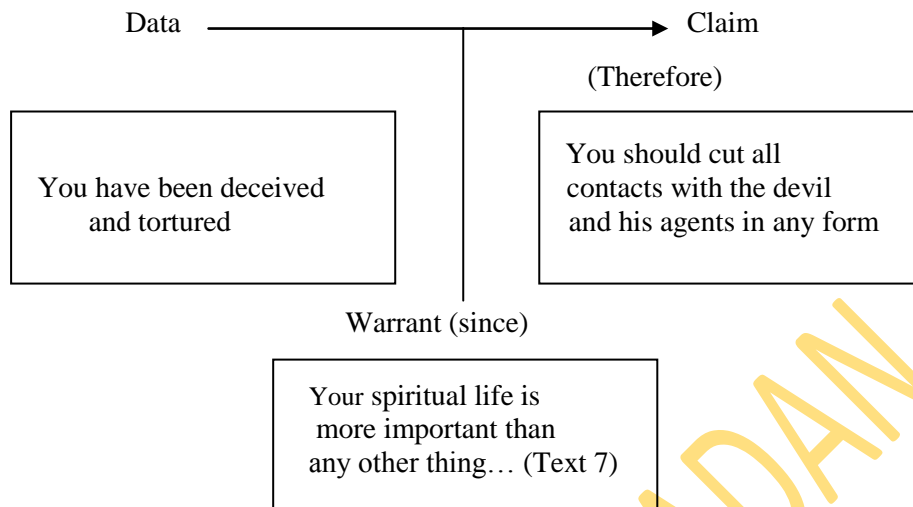 Data Claim
(Therefore)
You have been deceived
and tortured
You should cut all
contacts with the devil
and his agents in any form
Warrant (since)
Your spiritual life is
more important than
any other thing… (Text 7)
ADAN